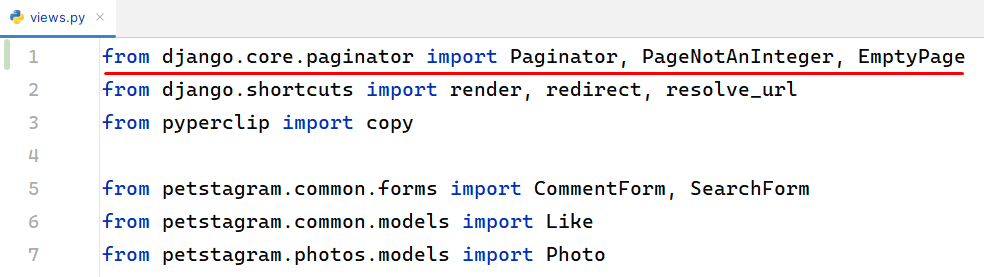 views.py ×
1 from django.core.paginator import Paginator, PageNotAnInteger, EmptyPage
2 from django.shortcuts import render, redirect, resolve_url
3 from pyperclip import copy
4
5 from petstagram.common.forms import CommentForm, SearchForm
6 from petstagram.common.models import Like
7 from petstagram.photos.models import Photo